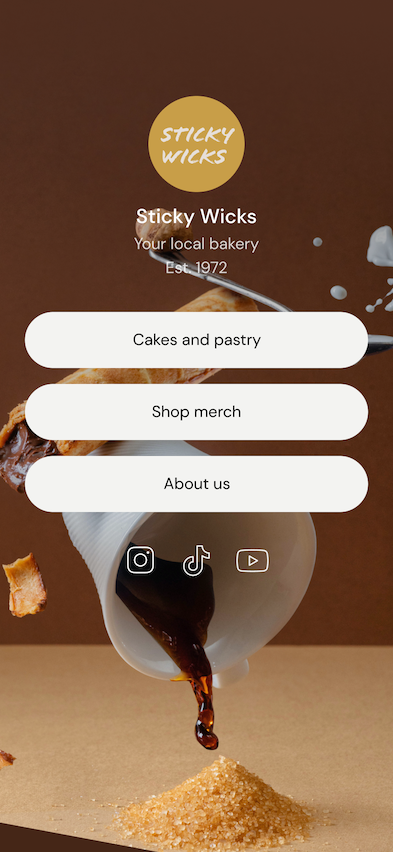 STICKY
WICKS
Sticky Wicks
Your local bakery
Est. 1972
Cakes and pastry
Shop merch
About us